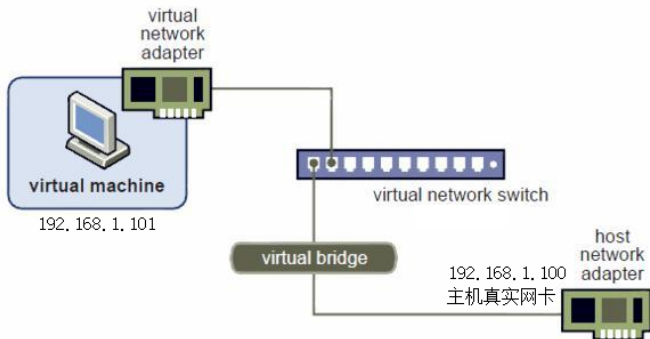 virtual
network
adapter
virtual machine
192.168.1.101
virtual network switch
virtual bridge
host
network
adapter
192.168.1.100
主机真实网卡